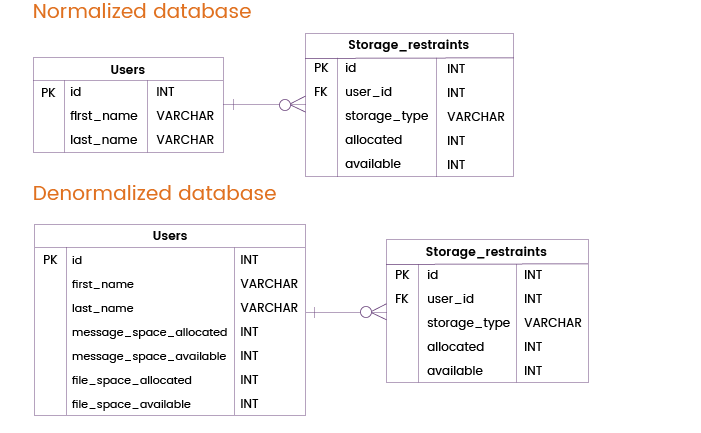 Normalized database
Users
PK id INT
first_name VARCHAR
last_name VARCHAR
Storage_restraints
PK id INT
FK user_id INT
storage_type VARCHAR
allocated INT
available INT
Denormalized database
Users
PK id INT
first_name VARCHAR
last_name VARCHAR
message_space_allocated INT
message_space_available INT
file_space_allocated INT
file_space_available INT
Storage_restraints
PK id INT
FK user_id INT
storage_type VARCHAR
allocated INT
available INT